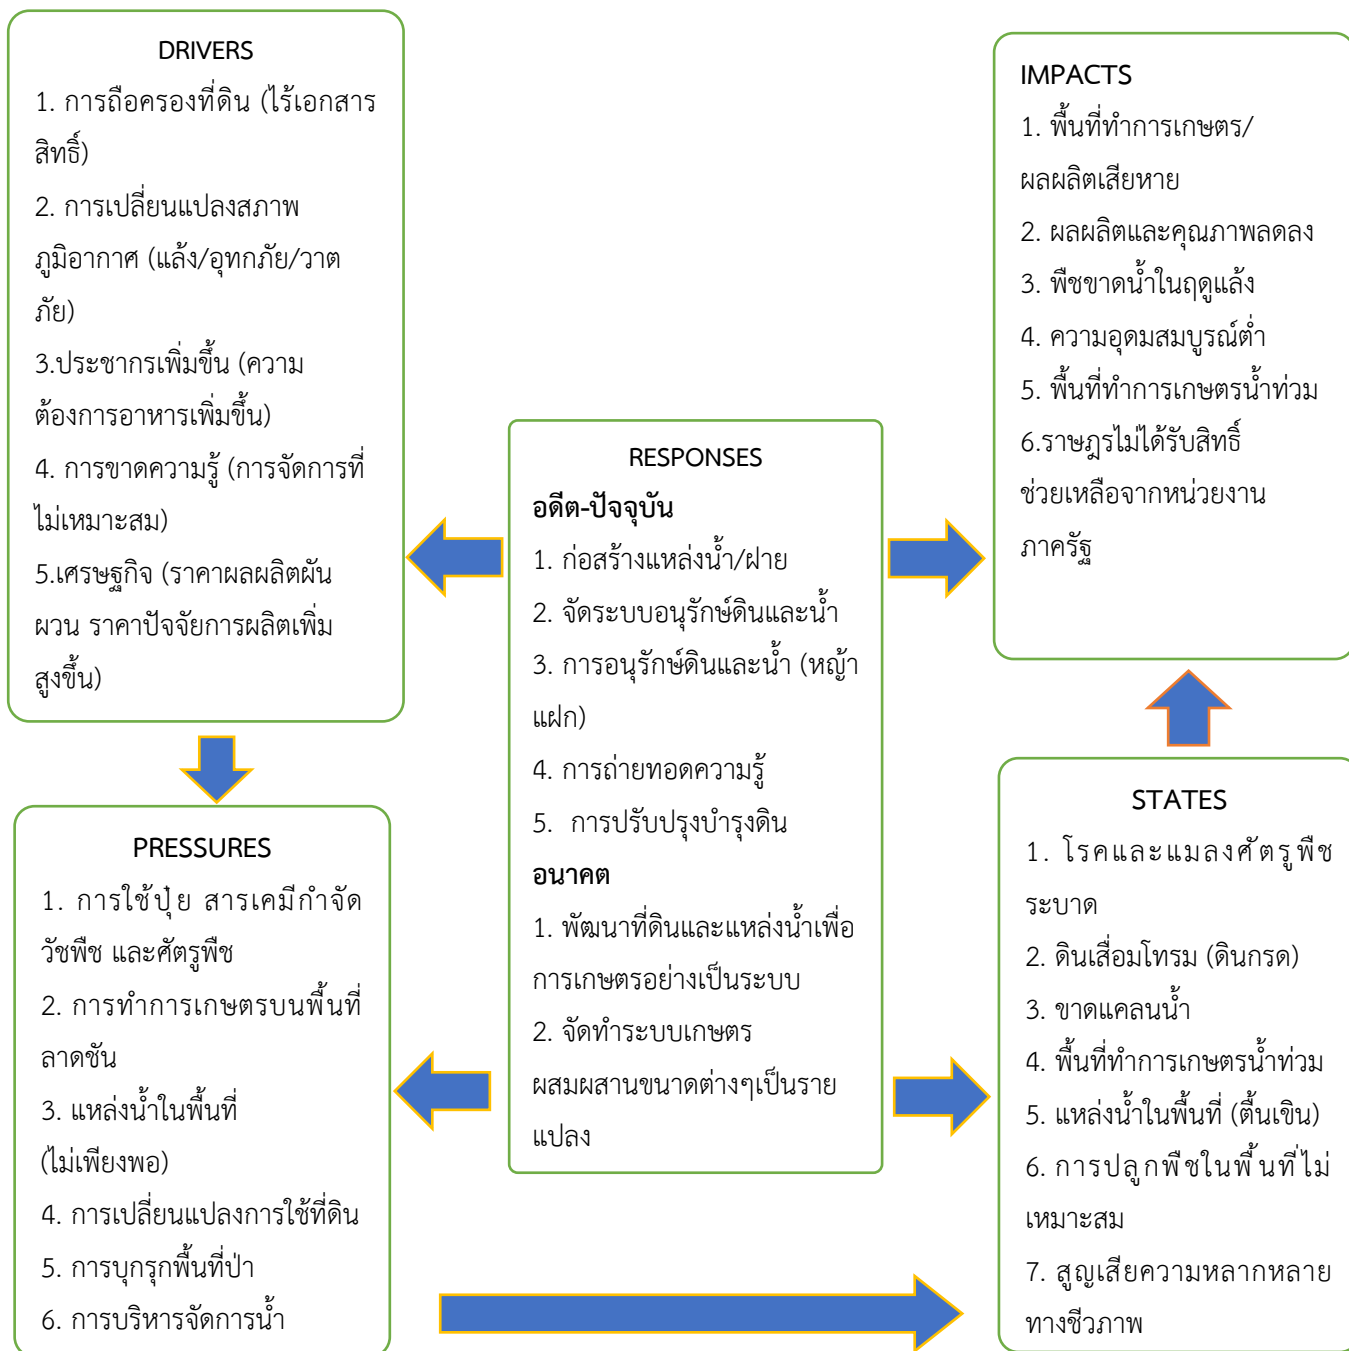 DRIVERS
1. การถือครองที่ดิน (ไร้เอกสาร
สิทธิ์)
2. การเปลี่ยนแปลงสภาพ
ภูมิอากาศ (แล้ง/อุทกภัย/วาต
ภัย)
3.ประชากรเพิ่มขึ้น (ความ
ต้องการอาหารเพิ่มขึ้น)
4. การขาดความรู้ (การจัดการที่
ไม่เหมาะสม)
5.เศรษฐกิจ (ราคาผลผลิตผัน
ผวน ราคาปัจจัยการผลิตเพิ่ม
สูงขึ้น)
PRESSURES
1. การใช้ปุ๋ย สารเคมีกำจัด
วัชพืช และศัตรูพืช
2. การทำการเกษตรบนพื้นที่
ลาดชัน
3. แหล่งน้ำในพื้นที่
(ไม่เพียงพอ)
4. การเปลี่ยนแปลงการใช้ที่ดิน
5. การบุกรุกพื้นที่ป่า
6. การบริหารจัดการน้ำ
RESPONSES
อดีต-ปัจจุบัน
1. ก่อสร้างแหล่งน้ำ/ฝาย
2. จัดระบบอนุรักษ์ดินและน้ำ
3. การอนุรักษ์ดินและน้ำ (หญ้า
แฝก)
4. การถ่ายทอดความรู้
5. การปรับปรุงบำรุงดิน
อนาคต
1. พัฒนาที่ดินและแหล่งน้ำเพื่อ
การเกษตรอย่างเป็นระบบ
2. จัดทำระบบเกษตร
ผสมผสานขนาดต่างๆเป็นราย
แปลง
IMPACTS
1. พื้นที่ทำการเกษตร/
ผลผลิตเสียหาย
2. ผลผลิตและคุณภาพลดลง
3. พืชขาดน้ำในฤดูแล้ง
4. ความอุดมสมบูรณ์ต่ำ
5. พื้นที่ทำการเกษตรน้ำท่วม
6.ราษฎรไม่ได้รับสิทธิ์
ช่วยเหลือจากหน่วยงาน
ภาครัฐ
STATES
1. โรคและแมลงศัตรูพืช
ระบาด
2. ดินเสื่อมโทรม (ดินกรด)
3. ขาดแคลนน้ำ
4. พื้นที่ทำการเกษตรน้ำท่วม
5. แหล่งน้ำในพื้นที่ (ตื้นเขิน)
6. การปลูกพืชในพื้นที่ไม่
เหมาะสม
7. สูญเสียความหลากหลาย
ทางชีวภาพ